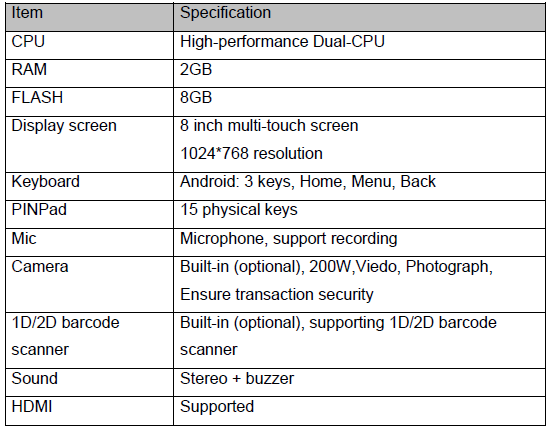 Item Specification
CPU High-performance Dual-CPU
RAM 2GB
FLASH 8GB
Display screen 8 inch multi-touch screen
1024*768 resolution
Keyboard Android: 3 keys, Home, Menu, Back
PINPad 15 physical keys
Mic Microphone, support recording
Camera Built-in (optional), 200W,Viedo, Photograph,
Ensure transaction security
1D/2D barcode Built-in (optional), supporting 1D/2D barcode
scanner scanner
Sound Stereo + buzzer
HDMI Supported